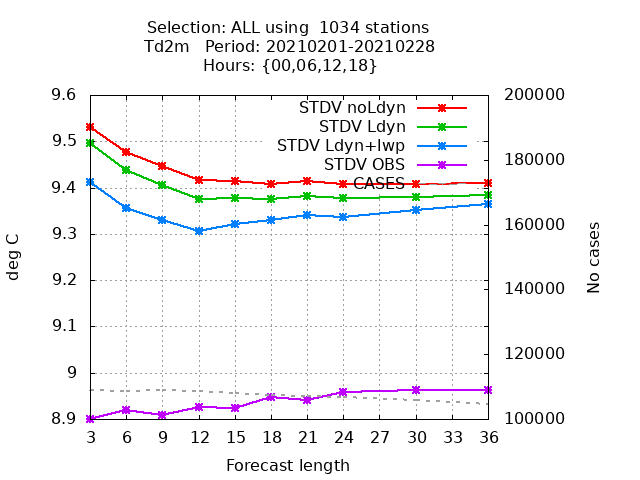 Selection: ALL using  1034 stations
Td2m   Period: 20210201-20210228
Hours: {00,06,12,18}
9.6
9.5
9.4
9.3
9.2
9.1
9
8.9
deg C
STDV noLdyn
STDV Ldyn
STDV Ldyn+lwp
STDV OBS
CASES
200000
180000
160000
140000
120000
100000
No cases
3 6 9 12 15 18 21 24 27 30 33 36
Forecast length